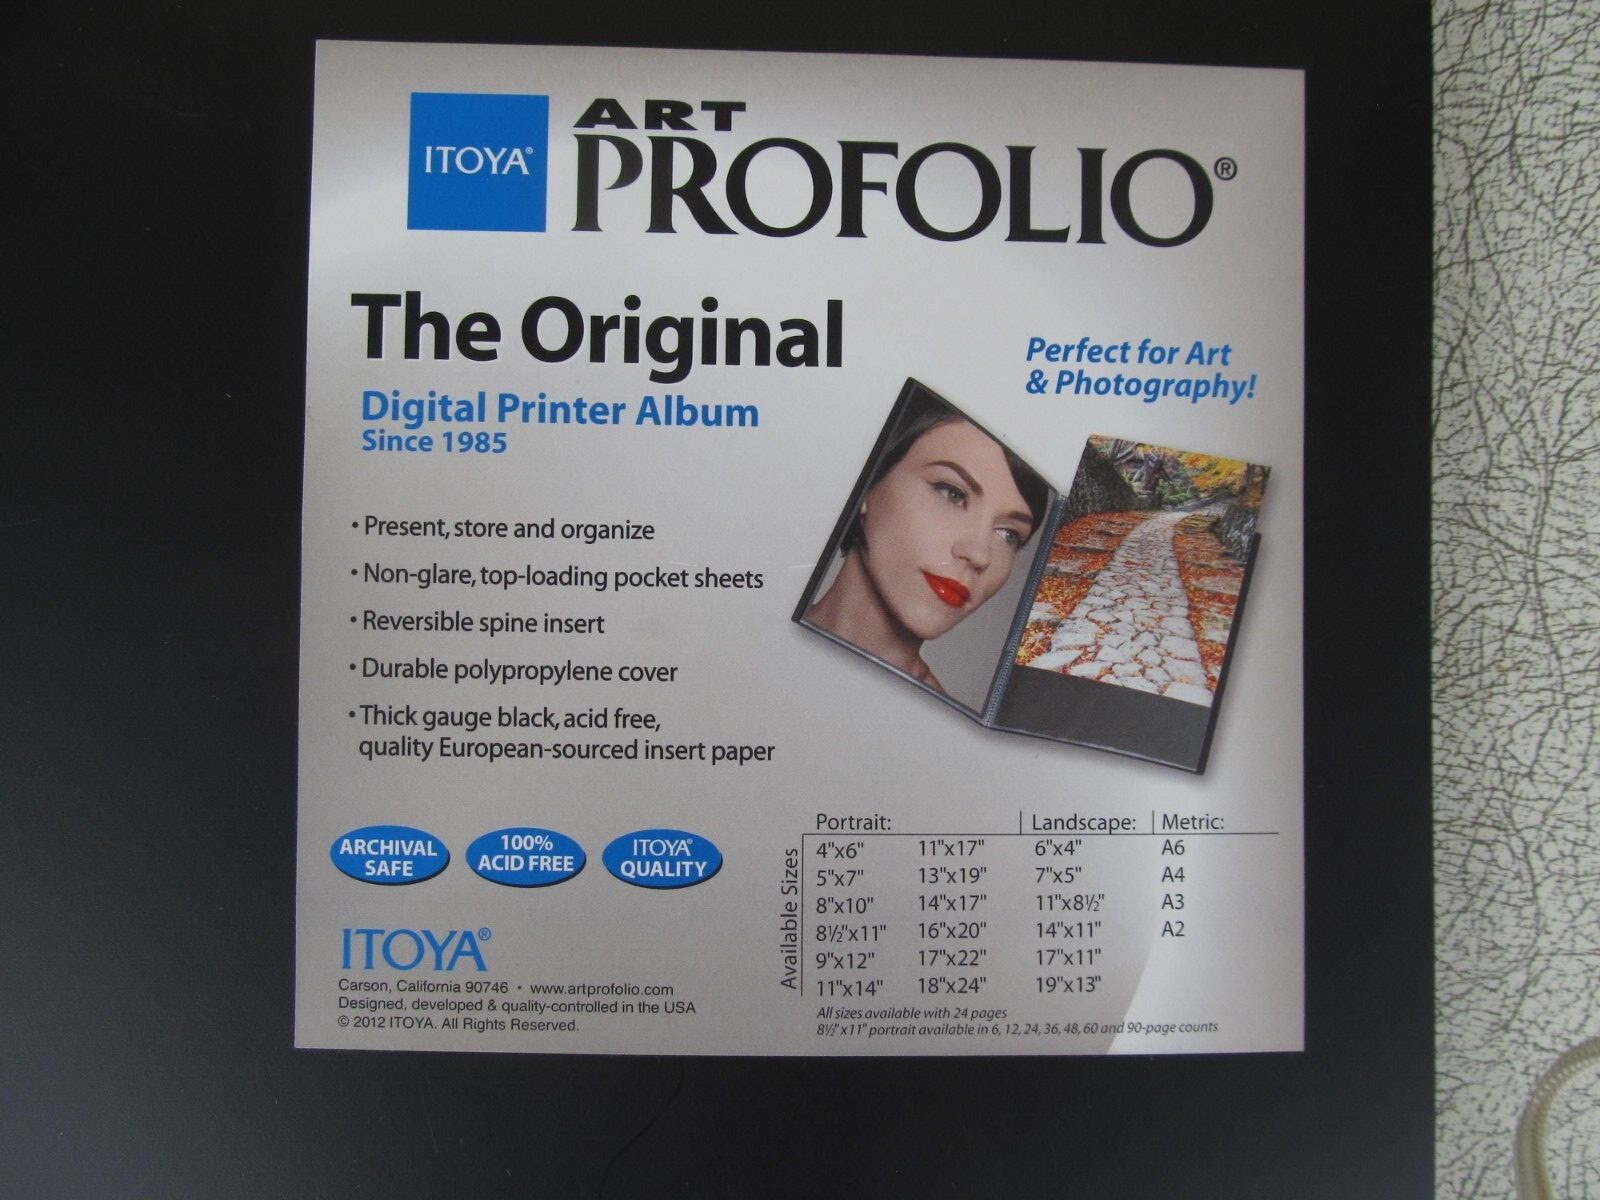 ITOYA®
ART
PROFOLIO®
The Original
Digital Printer Album
Since 1985
Perfect for Art
& Photography!
• Present, store and organize
• Non-glare, top-loading pocket sheets
• Reversible spine insert
• Durable polypropylene cover
• Thick gauge black, acid free,
quality European-sourced insert paper
ARCHIVAL
SAFE
100%
ACID FREE
ITOYA®
QUALITY
ITOYA®
Carson, California 90746 • www.artprofolio.com
Designed, developed & quality-controlled in the USA
© 2012 ITOYA. All Rights Reserved.
Available Sizes
Portrait: Landscape: Metric:
4"x6" 11"x17" 6"x4" A6
5"x7" 13"x19" 7"x5" A4
8"x10" 14"x17" 11"x8½" A3
8½"x11" 16"x20" 14"x11" A2
9"x12" 17"x22" 17"x11"
11"x14" 18"x24" 19"x13"
All sizes available with 24 pages
8½"x11" portrait available in 6, 12, 24, 36, 48, 60 and 90-page counts